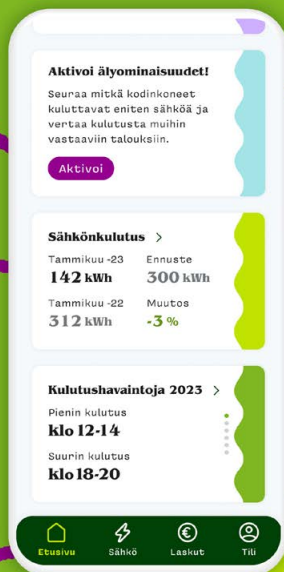 Aktivoi älyominaisuudet!
Seuraa mitkä kodinkoneet
kuluttavat eniten sähköä ja
vertaa kulutusta muihin
vastaaviin talouksiin.
Aktivoi
Sähkönkulutus >
Tammikuu -23 Ennuste
142 kWh 300 kWh
Tammikuu -22 Muutos
312 kWh -3 %
Kulutushavaintoja 2023 >
Pienin kulutus
klo 12-14
Suurin kulutus
klo 18-20
Etusivu Sähkö Laskut Tili